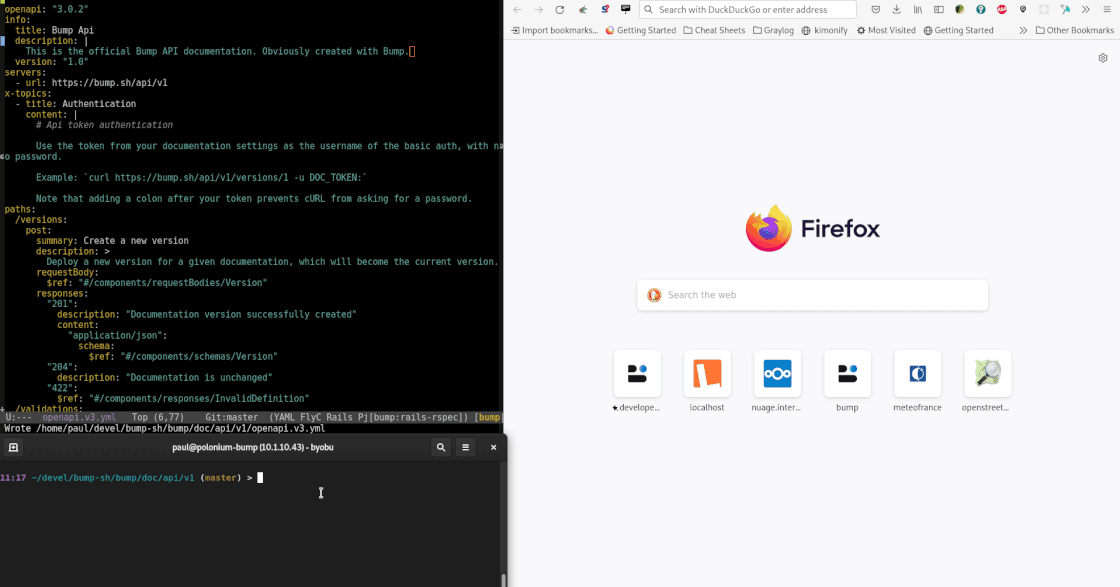 openapi: "3.0.2"
info:
title: Bump Api
description: |
This is the official Bump API documentation. Obviously created with Bump.
version: "1.0"
servers:
- url: https://bump.sh/api/v1
x-topics:
- title: Authentication
content: |
# Api token authentication
Use the token from your documentation settings as the username of the basic auth, with n
o password.
Example: `curl https://bump.sh/api/v1/versions/1 -u DOC_TOKEN:`
Note that adding a colon after your token prevents cURL from asking for a password.
paths:
/versions:
post:
summary: Create a new version
description: >
Deploy a new version for a given documentation, which will become the current version.
requestBody:
$ref: "#/components/requestBodies/Version"
responses:
"201":
description: "Documentation version successfully created"
content:
"application/json":
schema:
$ref: "#/components/schemas/Version"
"204":
description: "Documentation is unchanged"
"422":
$ref: "#/components/responses/InvalidDefinition"
/validations:
U:--- openapi.v3.yml Top (6,77) Git:master (YAML FlyC Rails Pj[bump:rails-rspec]) [bump
Wrote /home/paul/devel/bump-sh/bump/doc/api/v1/openapi.v3.yml
paul@polonium-bump (10.1.10.43) - byobu
11:17 ~/devel/bump-sh/bump/doc/api/v1 (master) >
Search with DuckDuckGo or enter address
Import bookmarks... Getting Started Cheat Sheets Graylog kimonify Most Visited Getting Started Other Bookmarks
Firefox
Search the web
develope... localhost nuage.inter... bump meteofrance openstreet...